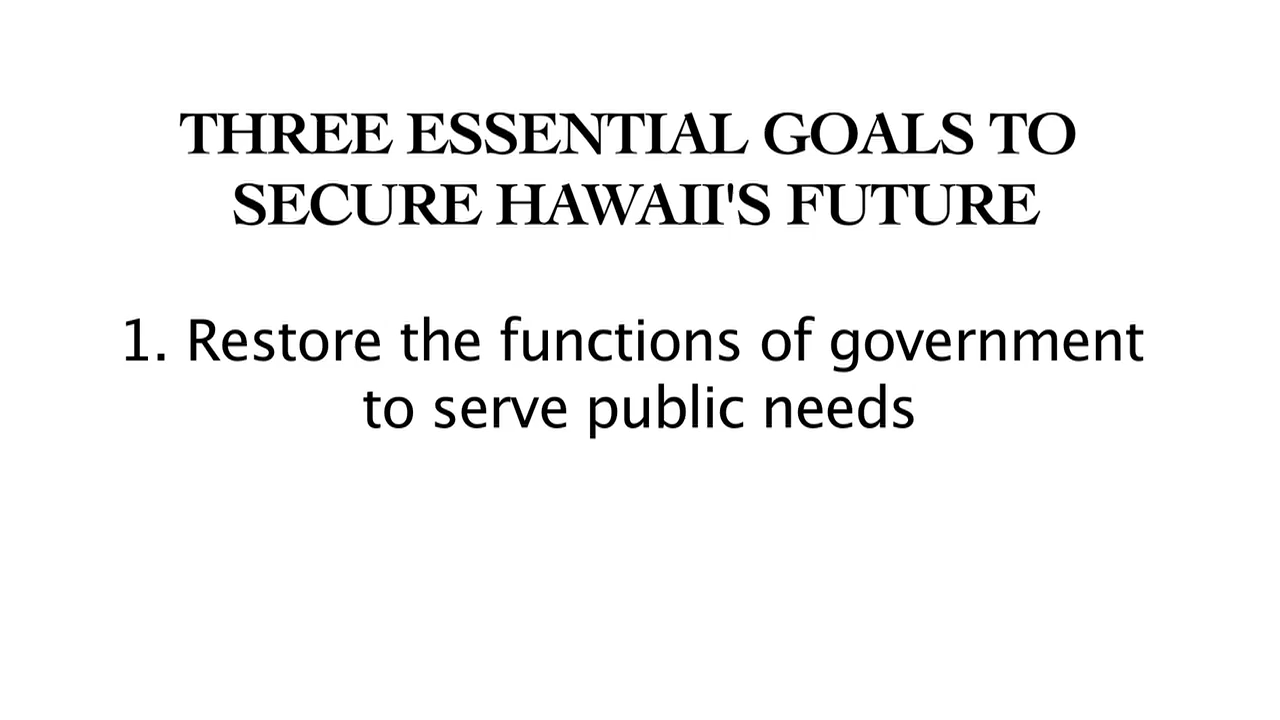 THREE ESSENTIAL GOALS TO
SECURE HAWAII'S FUTURE
1. Restore the functions of government
to serve public needs